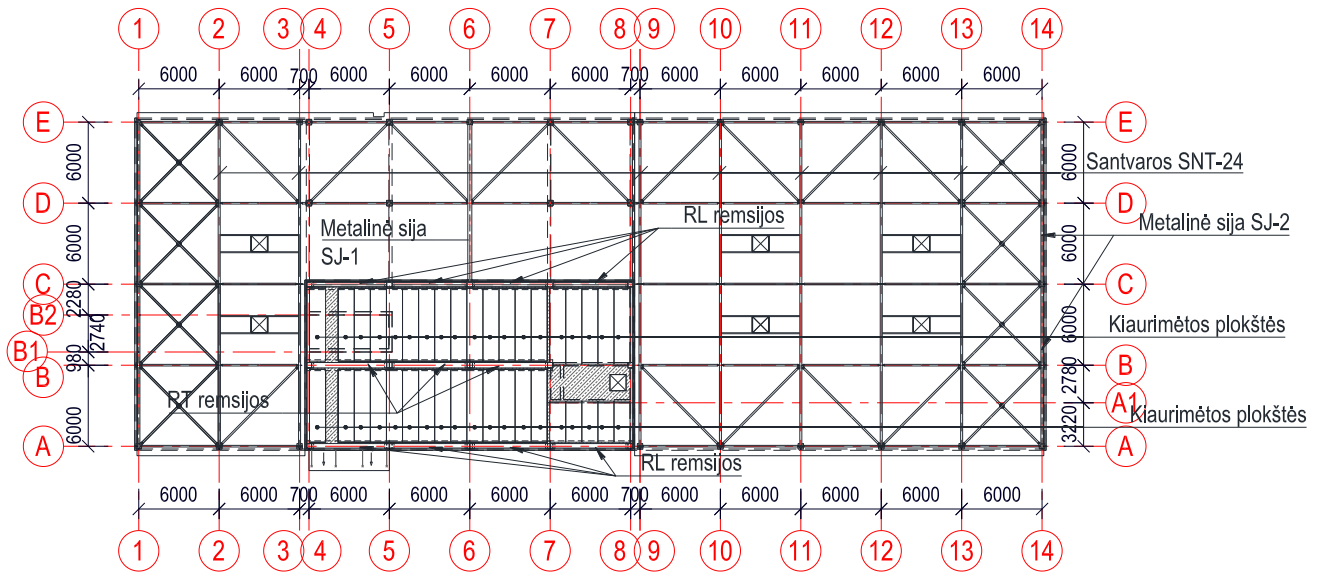 1 2 3 4 5 6 7 8 9 10 11 12 13 14
6000 6000 700 6000 6000 6000 6000 700 6000 6000 6000 6000 6000
E E
6000 6000
Santvaros SNT-24
D D
RL remsijos
Metalinė sija SJ-2
Metalinė sija
SJ-1
6000 6000
C C
2280
B2
2740
6000
Kiaurimėtos plokštės
B1
980
B B
2780
RT remsijos
A1
Kiaurimėtos plokštės
6000
3220
A A
RL remsijos
6000 6000 700 6000 6000 6000 6000 700 6000 6000 6000 6000 6000
1 2 3 4 5 6 7 8 9 10 11 12 13 14